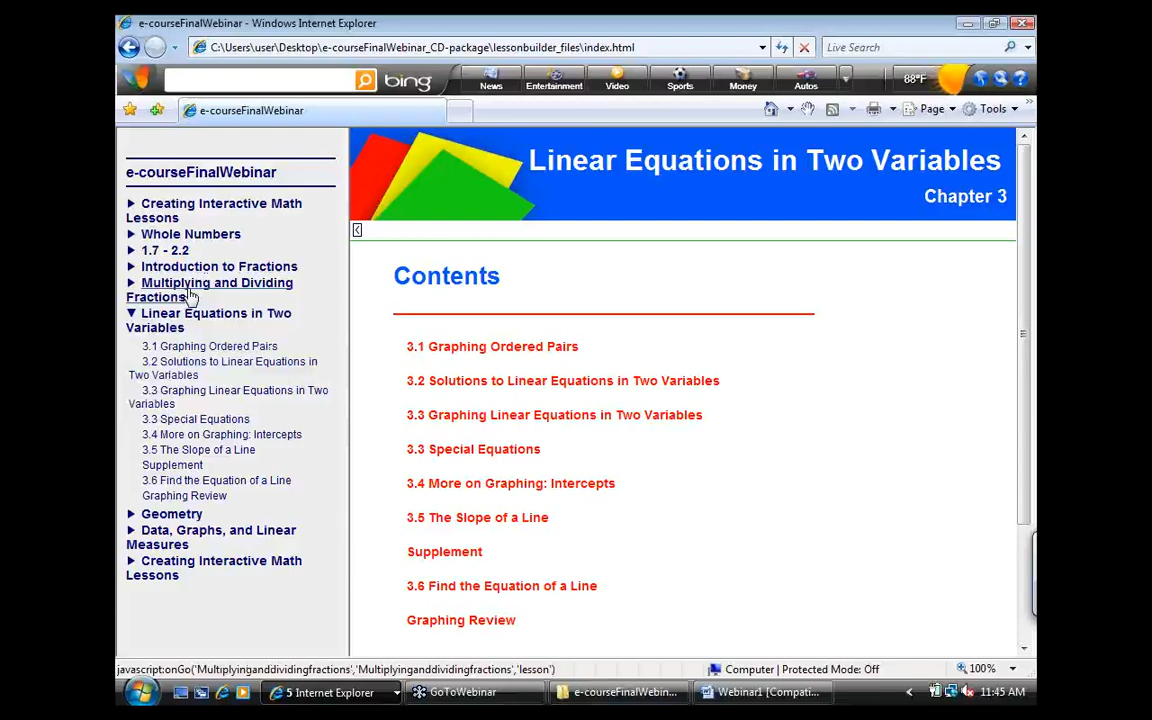 e-courseFinalWebinar - Windows Internet Explorer
C:\Users\user\Desktop\e-courseFinalWebinar_CD-package\lessonbuilder_files\index.html
Live Search
bing
News
Entertainment
Video
Sports
Money
Autos
88°F
e-courseFinalWebinar
Page
Tools
e-courseFinalWebinar
Creating Interactive Math
Lessons
Whole Numbers
1.7 - 2.2
Introduction to Fractions
Multiplying and Dividing
Fractions
Linear Equations in Two
Variables
3.1 Graphing Ordered Pairs
3.2 Solutions to Linear Equations in
Two Variables
3.3 Graphing Linear Equations in Two
Variables
3.3 Special Equations
3.4 More on Graphing: Intercepts
3.5 The Slope of a Line
Supplement
3.6 Find the Equation of a Line
Graphing Review
Geometry
Data, Graphs, and Linear
Measures
Creating Interactive Math
Lessons
Linear Equations in Two Variables
Chapter 3
Contents
3.1 Graphing Ordered Pairs
3.2 Solutions to Linear Equations in Two Variables
3.3 Graphing Linear Equations in Two Variables
3.3 Special Equations
3.4 More on Graphing: Intercepts
3.5 The Slope of a Line
Supplement
3.6 Find the Equation of a Line
Graphing Review
javascript:onGo('Multiplyinganddividingfractions','Multiplyinganddividingfractions','lesson')
Computer | Protected Mode: Off
100%
5 Internet Explorer
GoToWebinar
e-courseFinalWebin...
Webinar1 [Compati...
11:45 AM